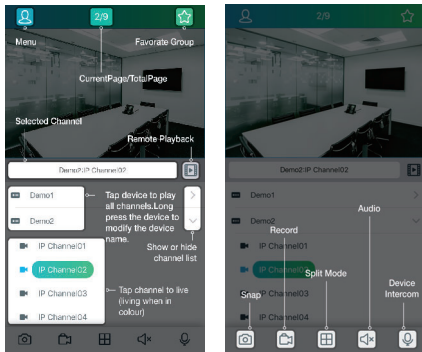 2/9
Menu
Favorate Group
CurrentPage/TotalPage
Selected Channel
Remote Playback
Demo2:IP Channel02
Demo1
Demo2
Tap device to play
all channels.Long
press the device to
modify the device
name.
Show or hide
channel list
IP Channel01
IP Channel02
IP Channel03
IP Channel04
Tap channel to live
(living when in
colour)
2/9
Demo2:IP Channel02
Demo1
Demo2
Audio
Record
IP Channel01
IP Channel02
Split Mode
IP Channel03
Device
Intercom
Snap
IP Channel04